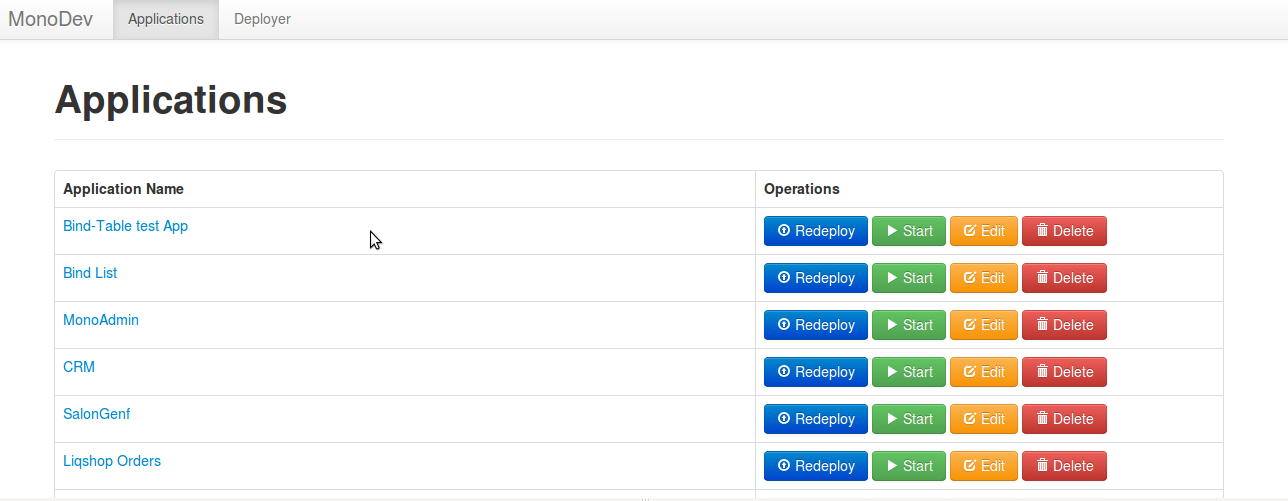 MonoDev Applications Deployer
Applications
Application Name Operations
Bind-Table test App Redeploy Start Edit Delete
Bind List Redeploy Start Edit Delete
MonoAdmin Redeploy Start Edit Delete
CRM Redeploy Start Edit Delete
SalonGenf Redeploy Start Edit Delete
Liqshop Orders Redeploy Start Edit Delete